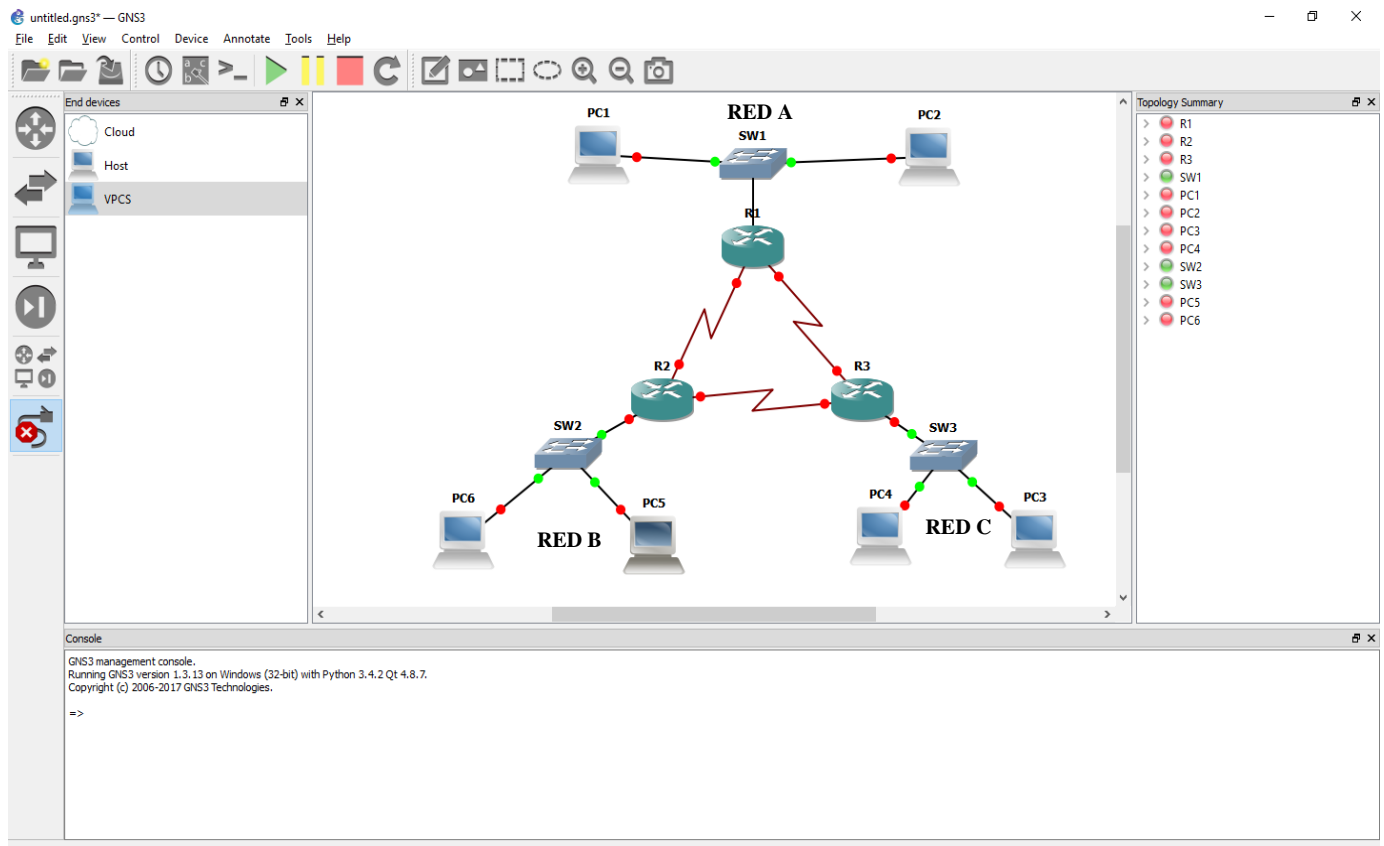 untitled.gns3* — GNS3
File Edit View Control Device Annotate Tools Help
End devices
Cloud
Host
VPCS
PC1
RED A
PC2
SW1
R1
R2
R3
SW2
SW3
PC6
PC5
PC4
PC3
RED B
RED C
Topology Summary
R1
R2
R3
SW1
PC1
PC2
PC3
PC4
SW2
SW3
PC5
PC6
Console
GNS3 management console.
Running GNS3 version 1.3.13 on Windows (32-bit) with Python 3.4.2 Qt 4.8.7.
Copyright (c) 2006-2017 GNS3 Technologies.
=>